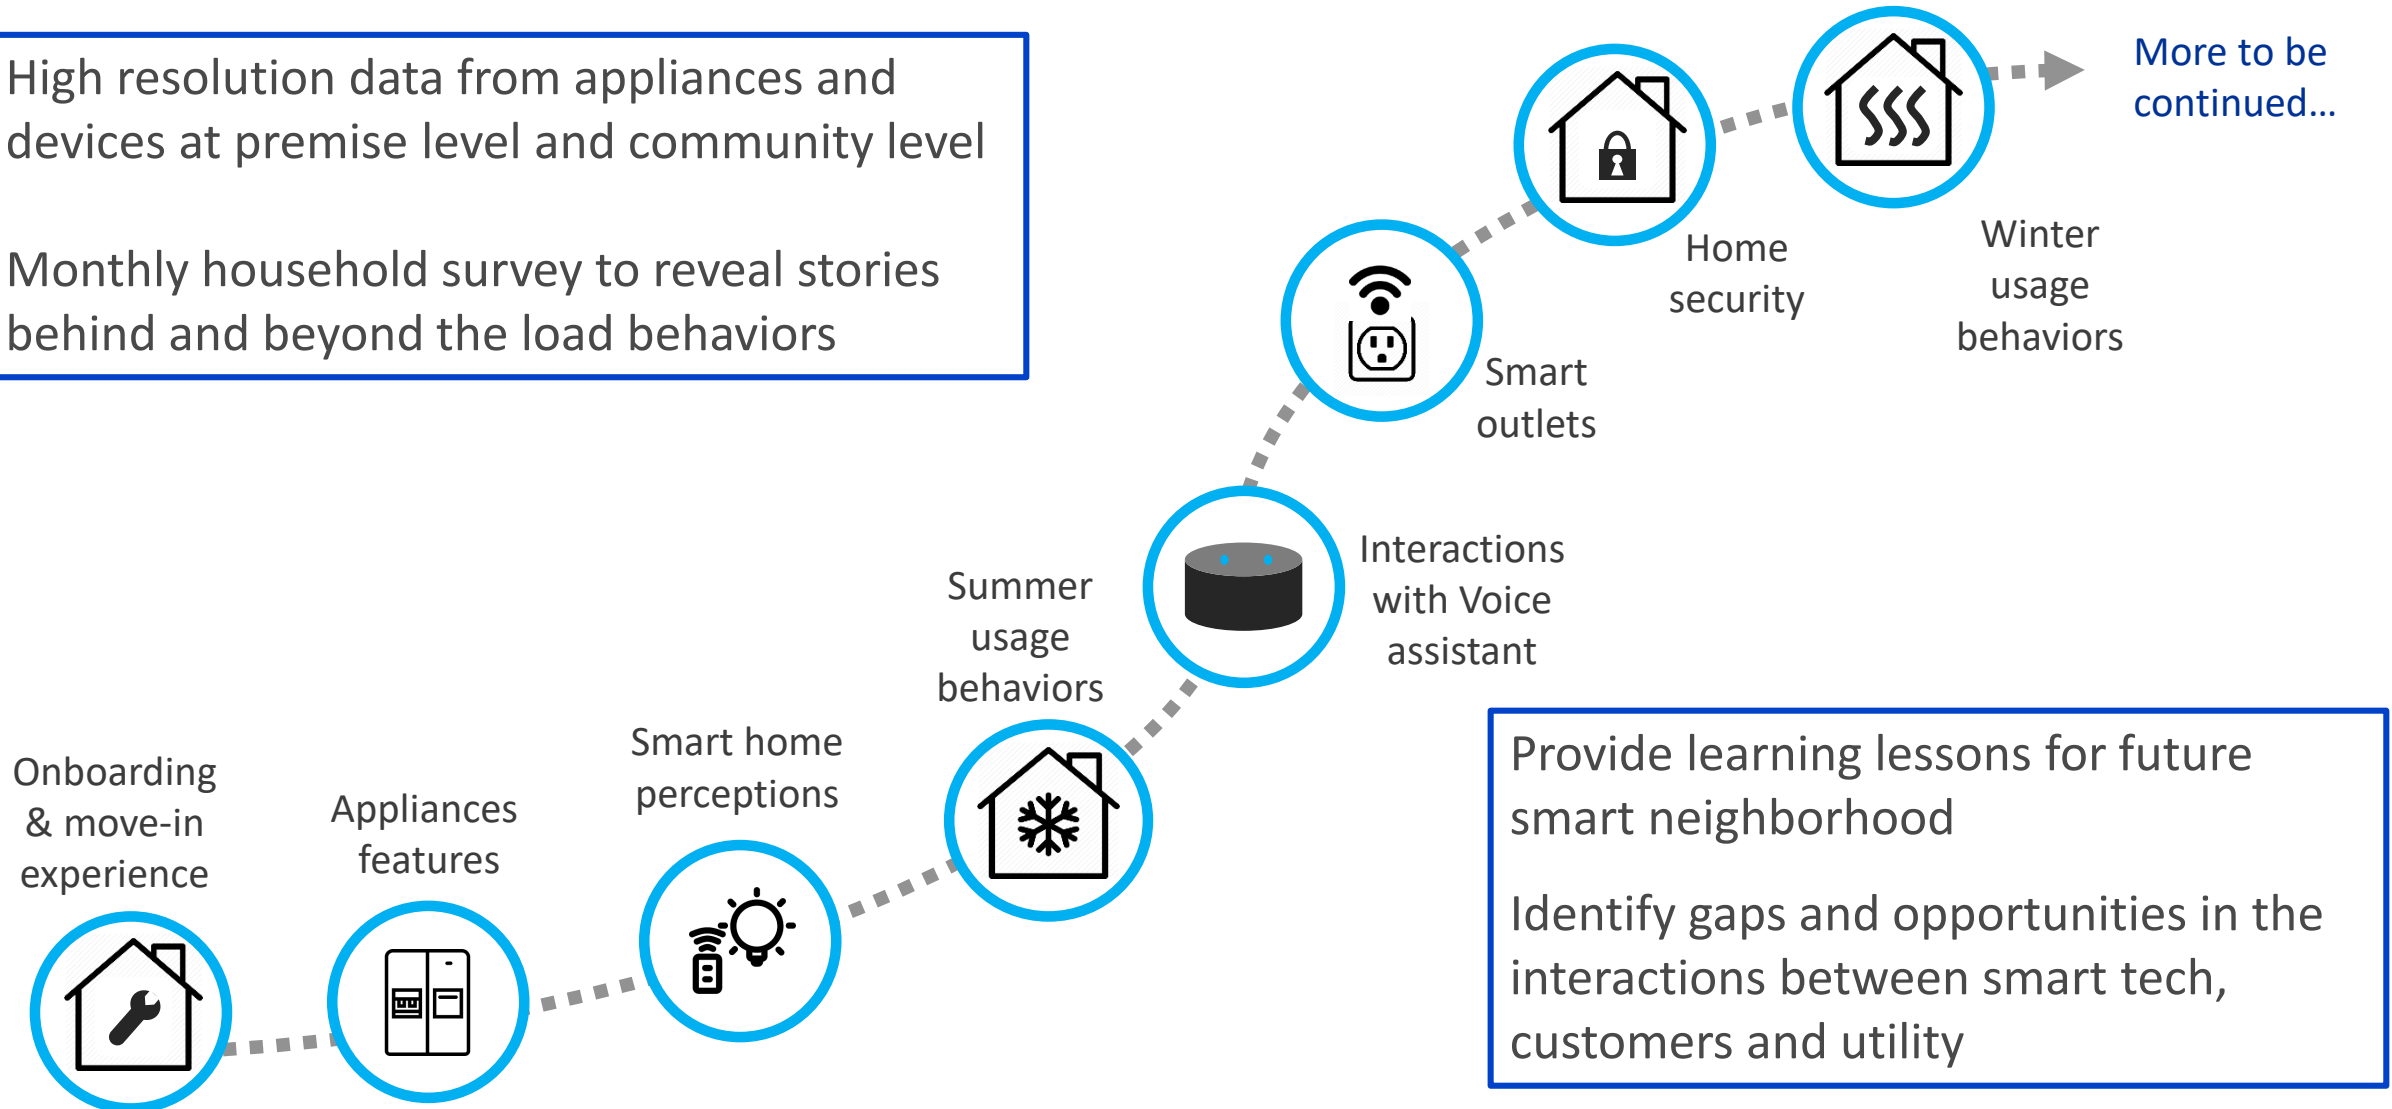 High resolution data from appliances and
devices at premise level and community level
Monthly household survey to reveal stories
behind and beyond the load behaviors
More to be
continued...
Winter
usage
behaviors
Home
security
Smart
outlets
Interactions
with Voice
assistant
Summer
usage
behaviors
Smart home
perceptions
Appliances
features
Onboarding
& move-in
experience
Provide learning lessons for future
smart neighborhood
Identify gaps and opportunities in the
interactions between smart tech,
customers and utility